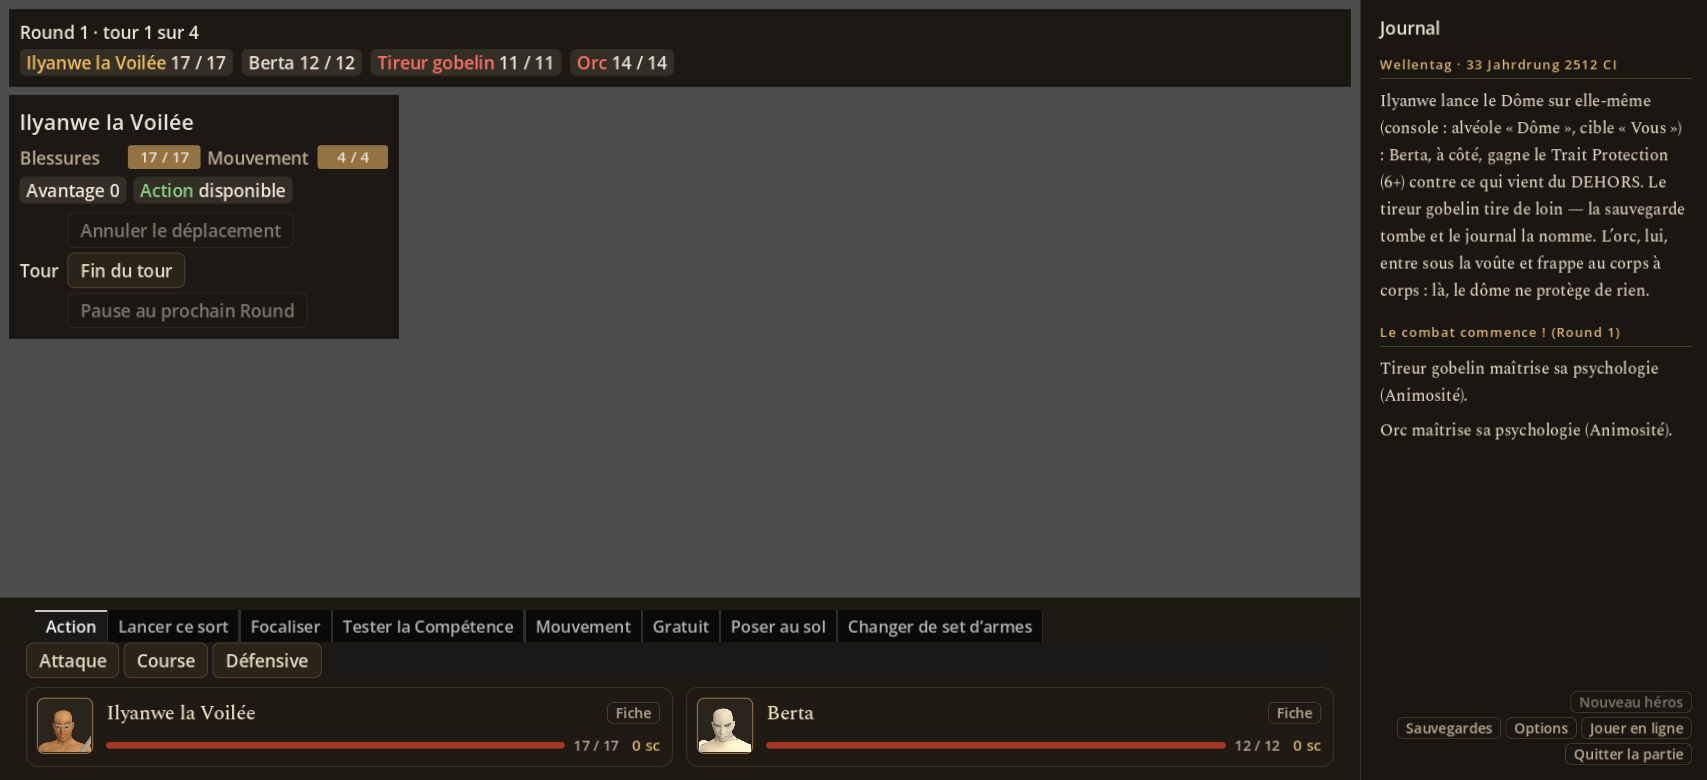 Round 1 · tour 1 sur 4
Ilyanwe la Voilée 17 / 17 Berta 12 / 12 Tireur gobelin 11 / 11 Orc 14 / 14
Ilyanwe la Voilée
Blessures 17 / 17 Mouvement 4 / 4
Avantage 0 Action disponible
Annuler le déplacement
Tour Fin du tour
Pause au prochain Round
Journal
Wellentag · 33 Jahrdrung 2512 CI
Ilyanwe lance le Dôme sur elle-même
(console : alvéole « Dôme », cible « Vous »)
: Berta, à côté, gagne le Trait Protection
(6+) contre ce qui vient du DEHORS. Le
tireur gobelin tire de loin — la sauvegarde
tombe et le journal la nomme. L’orc, lui,
entre sous la voûte et frappe au corps à
corps : là, le dôme ne protège de rien.
Le combat commence ! (Round 1)
Tireur gobelin maîtrise sa psychologie
(Animosité).
Orc maîtrise sa psychologie (Animosité).
Action Lancer ce sort Focaliser Tester la Compétence Mouvement Gratuit Poser au sol Changer de set d’armes
Attaque Course Défensive
Ilyanwe la Voilée Fiche
17 / 17 0 sc
Berta Fiche
12 / 12 0 sc
Nouveau héros
Sauvegardes Options Jouer en ligne
Quitter la partie